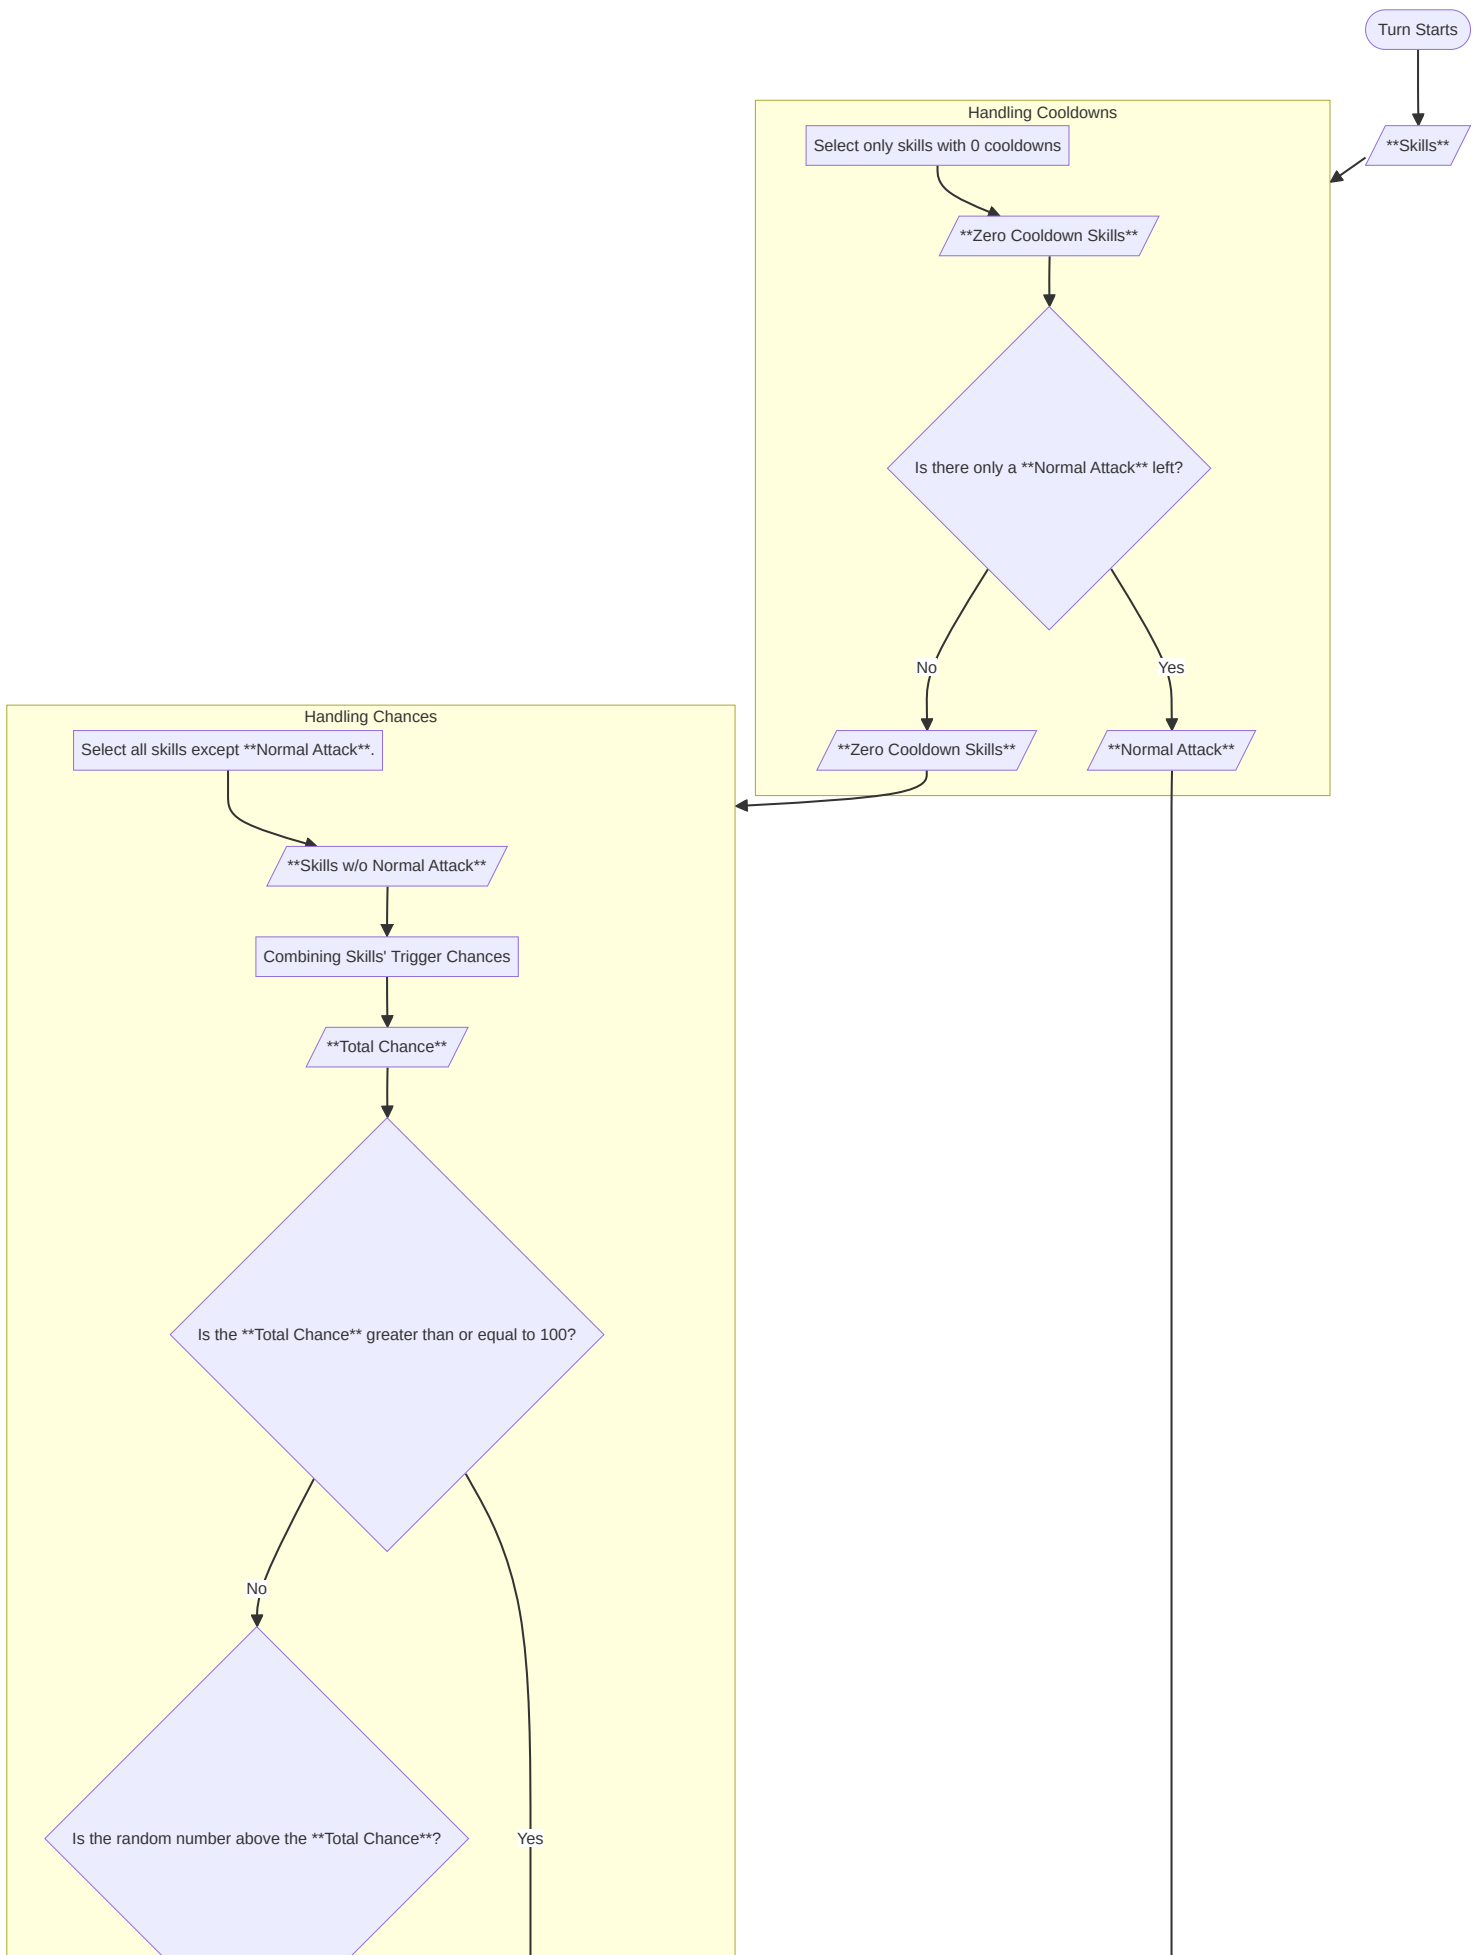 Turn Starts
**Skills**
Handling Cooldowns
Select only skills with 0 cooldowns
**Zero Cooldown Skills**
Is there only a **Normal Attack** left?
No
Yes
**Zero Cooldown Skills**
**Normal Attack**
Handling Chances
Select all skills except **Normal Attack**.
**Skills w/o Normal Attack**
Combining Skills' Trigger Chances
**Total Chance**
Is the **Total Chance** greater than or equal to 100?
No
Is the random number above the **Total Chance**?
Yes